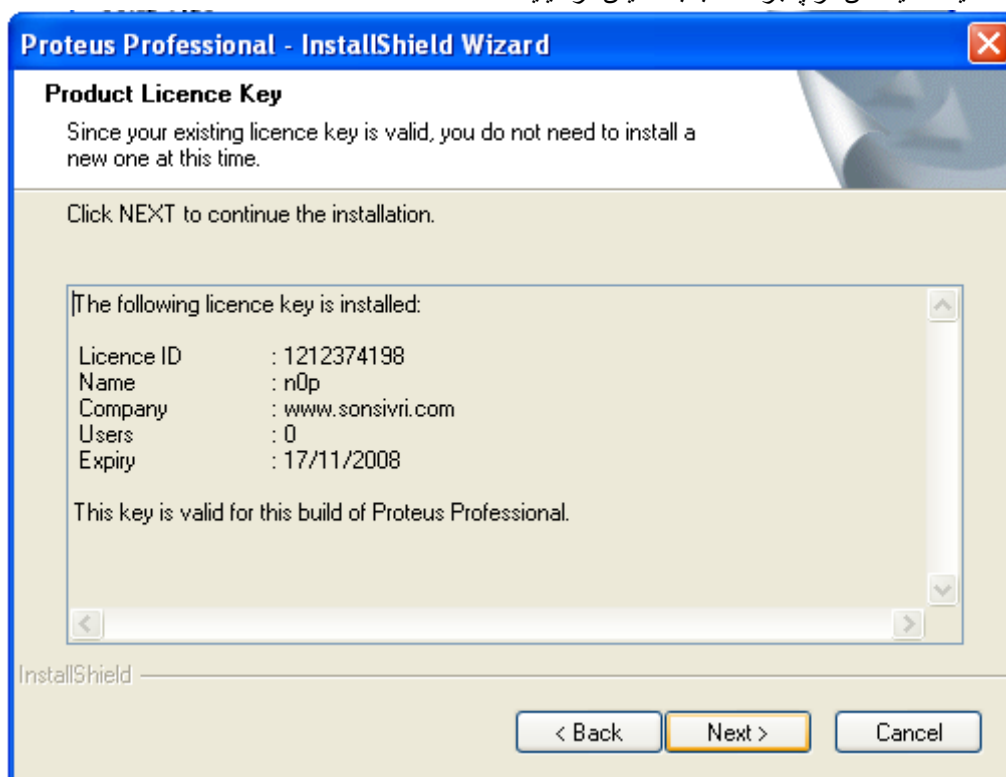 Proteus Professional - InstallShield Wizard
Product Licence Key
Since your existing licence key is valid, you do not need to install a
new one at this time.
Click NEXT to continue the installation.
The following licence key is installed:
Licence ID : 1212374198
Name : n0p
Company : www.sonsivri.com
Users : 0
Expiry : 17/11/2008
This key is valid for this build of Proteus Professional.
InstallShield
< Back Next > Cancel